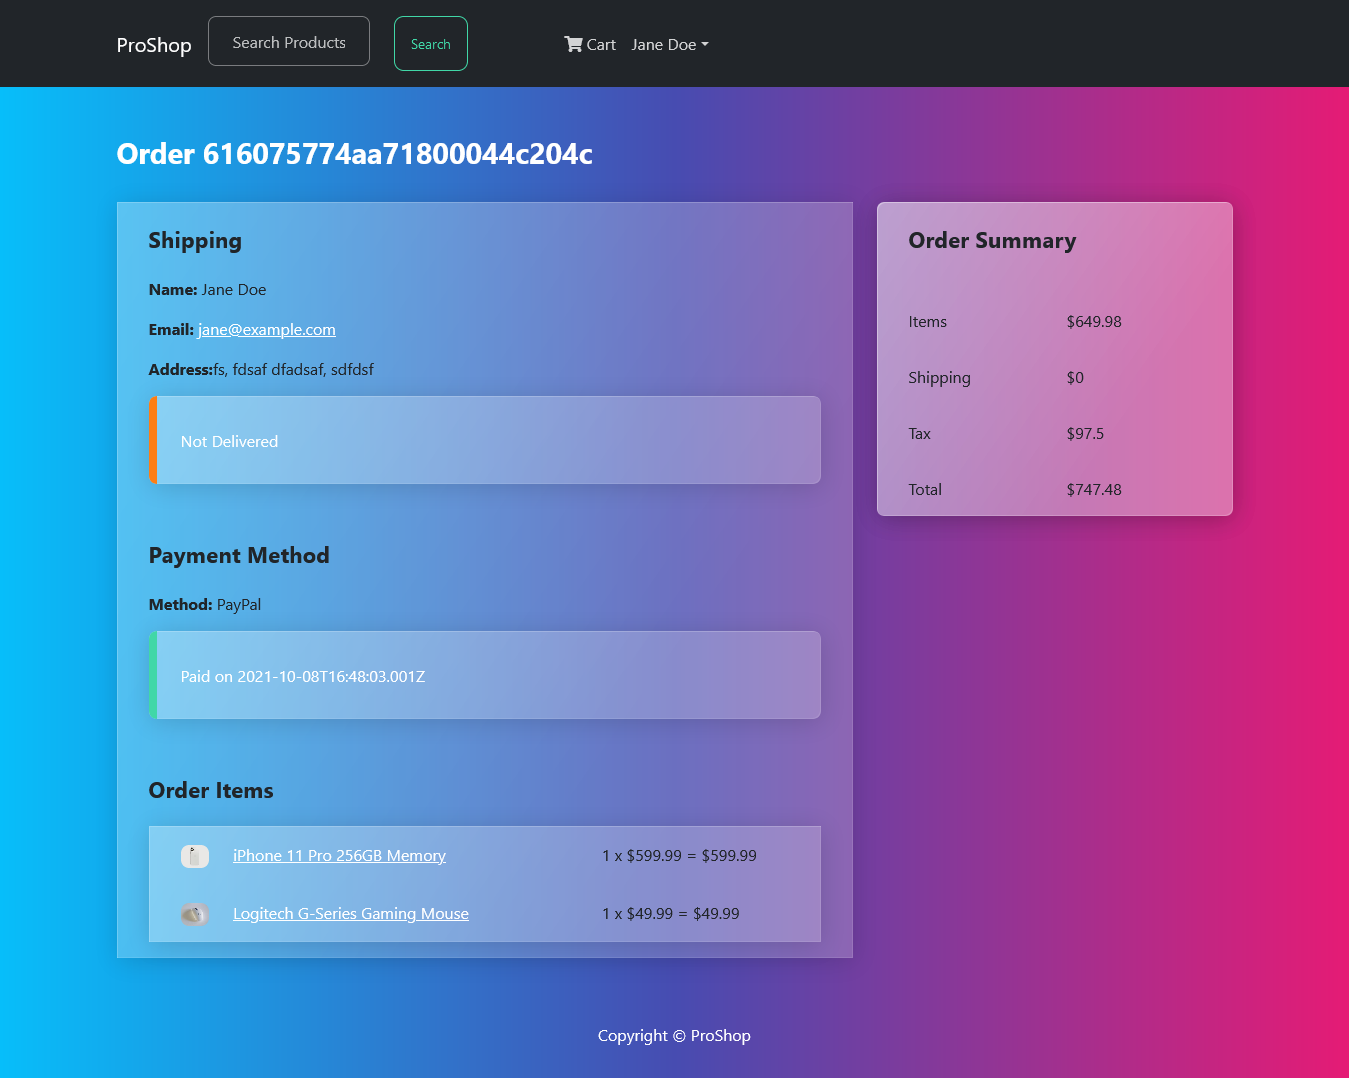 ProShop Search Products Search Cart Jane Doe
Order 616075774aa71800044c204c
Shipping
Name: Jane Doe
Email: jane@example.com
Address:fs, fdsaf dfadsaf, sdfdsf
Not Delivered
Payment Method
Method: PayPal
Paid on 2021-10-08T16:48:03.001Z
Order Items
iPhone 11 Pro 256GB Memory 1 x $599.99 = $599.99
Logitech G-Series Gaming Mouse 1 x $49.99 = $49.99
Order Summary
Items $649.98
Shipping $0
Tax $97.5
Total $747.48
Copyright © ProShop